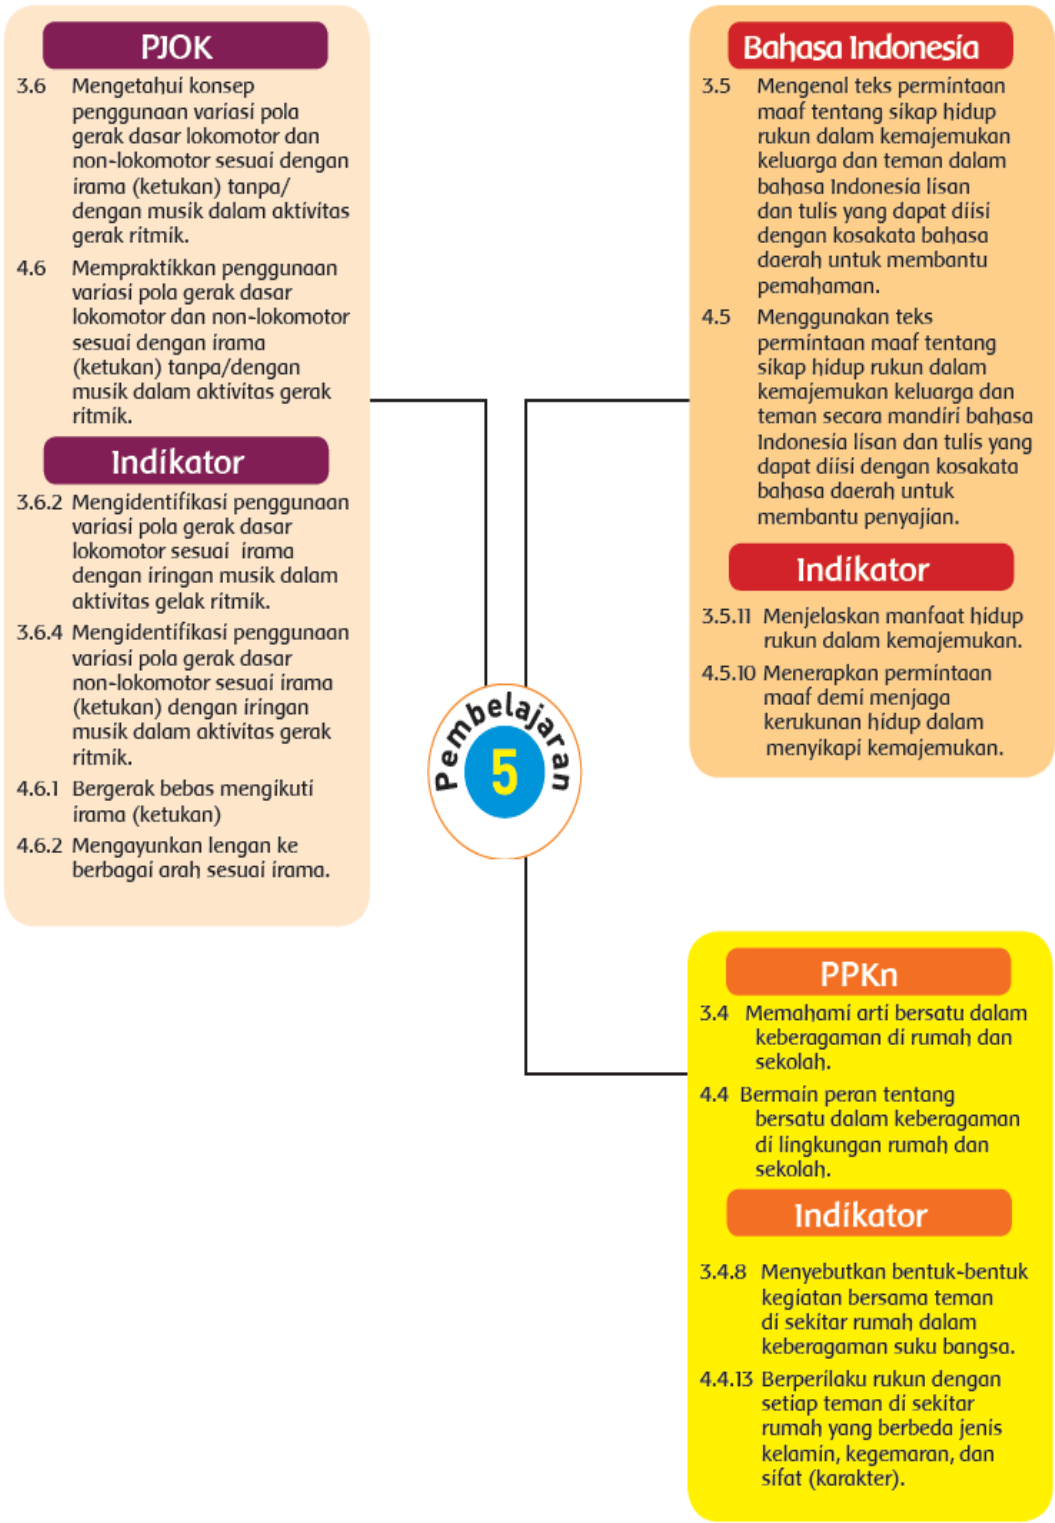 PJOK
3.6 Mengetahui konsep
penggunaan variasi pola
gerak dasar lokomotor dan
non-lokomotor sesuai dengan
irama (ketukan) tanpa/
dengan musik dalam aktivitas
gerak ritmik.
4.6 Mempraktikkan penggunaan
variasi pola gerak dasar
lokomotor dan non-lokomotor
sesuai dengan irama
(ketukan) tanpa/dengan
musik dalam aktivitas gerak
ritmik.
Indikator
3.6.2 Mengidentifikasi penggunaan
variasi pola gerak dasar
lokomotor sesuai irama
dengan iringan musik dalam
aktivitas gelak ritmik.
3.6.4 Mengidentifikasi penggunaan
variasi pola gerak dasar
non-lokomotor sesuai irama
(ketukan) dengan iringan
musik dalam aktivitas gerak
ritmik.
4.6.1 Bergerak bebas mengikuti
irama (ketukan)
4.6.2 Mengayunkan lengan ke
berbagai arah sesuai irama.
Bahasa Indonesia
3.5 Mengenal teks permintaan
maaf tentang sikap hidup
rukun dalam kemajemukan
keluarga dan teman dalam
bahasa Indonesia lisan
dan tulis yang dapat diisi
dengan kosakata bahasa
daerah untuk membantu
pemahaman.
4.5 Menggunakan teks
permintaan maaf tentang
sikap hidup rukun dalam
kemajemukan keluarga dan
teman secara mandiri bahasa
Indonesia lisan dan tulis yang
dapat diisi dengan kosakata
bahasa daerah untuk
membantu penyajian.
Indikator
3.5.11 Menjelaskan manfaat hidup
rukun dalam kemajemukan.
4.5.10 Menerapkan permintaan
maaf demi menjaga
kerukunan hidup dalam
menyikapi kemajemukan.
Pembelajaran
5
PPKn
3.4 Memahami arti bersatu dalam
keberagaman di rumah dan
sekolah.
4.4 Bermain peran tentang
bersatu dalam keberagaman
di lingkungan rumah dan
sekolah.
Indikator
3.4.8 Menyebutkan bentuk-bentuk
kegiatan bersama teman
di sekitar rumah dalam
keberagaman suku bangsa.
4.4.13 Berperilaku rukun dengan
setiap teman di sekitar
rumah yang berbeda jenis
kelamin, kegemaran, dan
sifat (karakter).